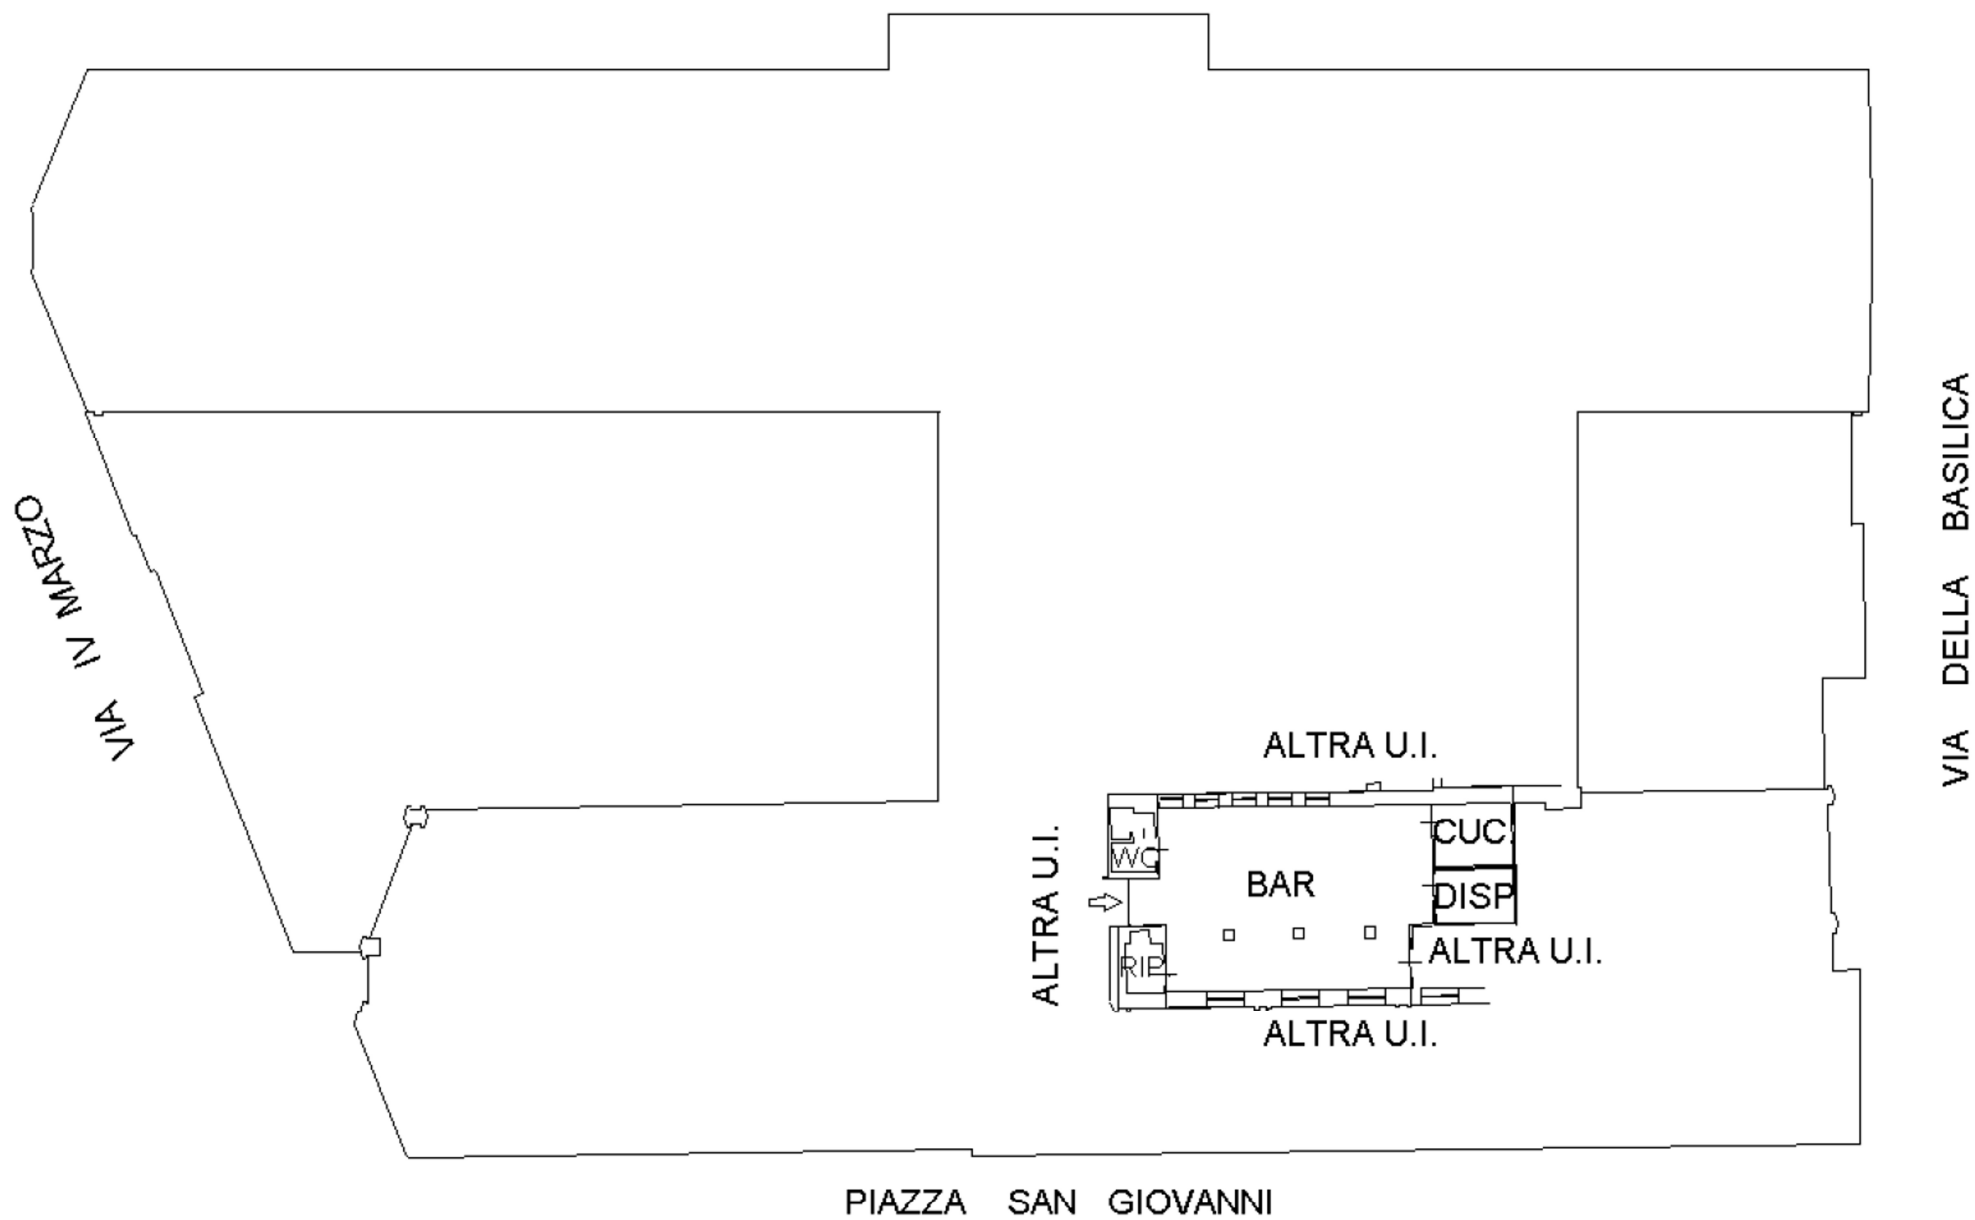 VIA DELLA BASILICA
VIA IV MARZO
ALTRA U.I.
ALTRA U.I.
WC
CUC.
BAR
DISP
RIP
ALTRA U.I.
ALTRA U.I.
PIAZZA SAN GIOVANNI